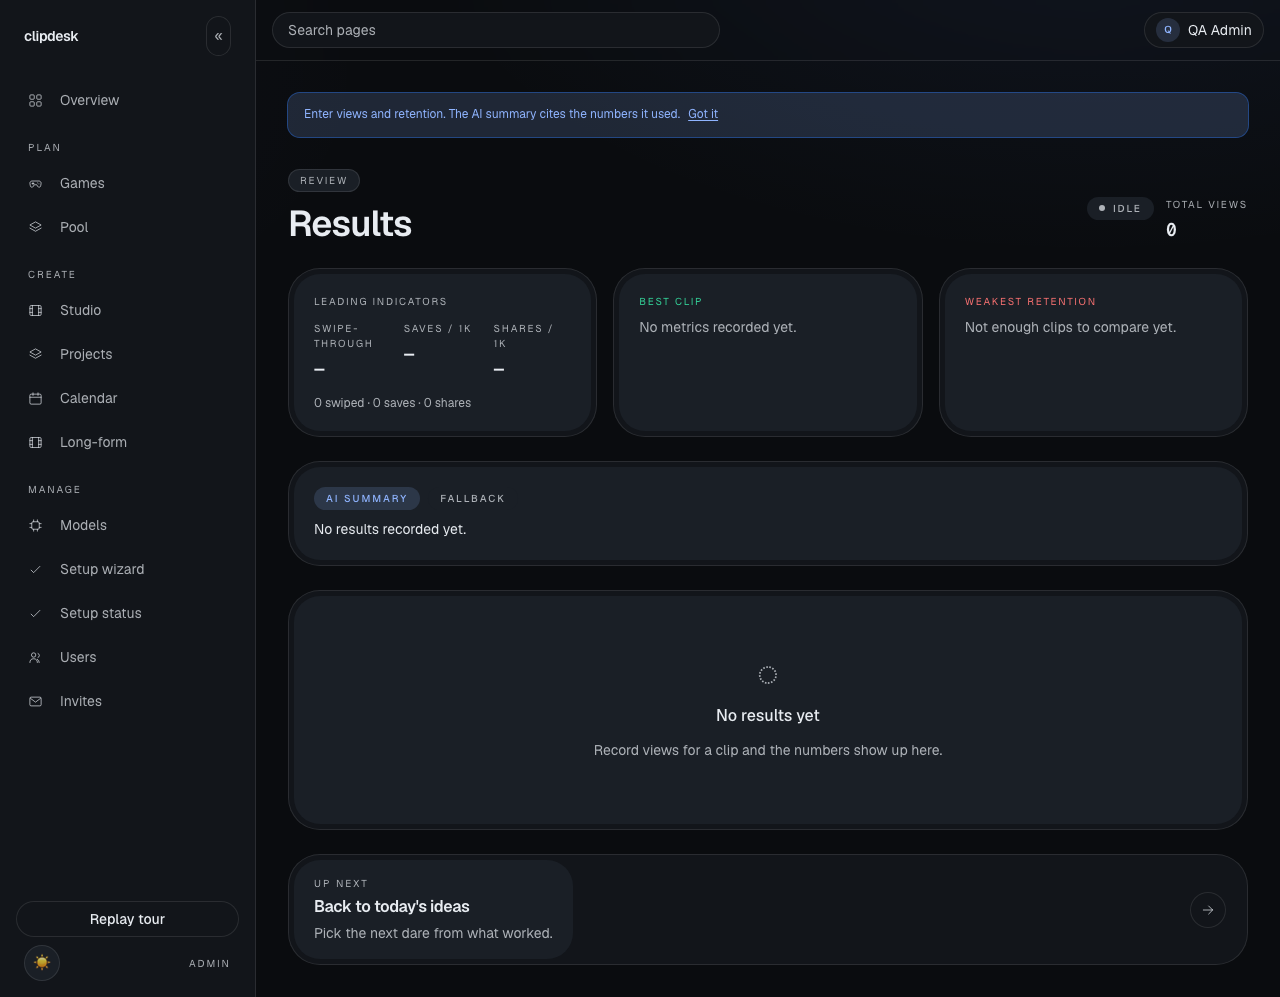 clipdesk
«
Search pages
Q
QA Admin
Overview
PLAN
Games
Pool
CREATE
Studio
Projects
Calendar
Long-form
MANAGE
Models
Setup wizard
Setup status
Users
Invites
Replay tour
ADMIN
Enter views and retention. The AI summary cites the numbers it used. Got it
REVIEW
Results
IDLE
TOTAL VIEWS
0
LEADING INDICATORS
SWIPE-
THROUGH
–
SAVES / 1K
–
SHARES /
1K
–
0 swiped · 0 saves · 0 shares
BEST CLIP
No metrics recorded yet.
WEAKEST RETENTION
Not enough clips to compare yet.
AI SUMMARY FALLBACK
No results recorded yet.
No results yet
Record views for a clip and the numbers show up here.
UP NEXT
Back to today's ideas
Pick the next dare from what worked.